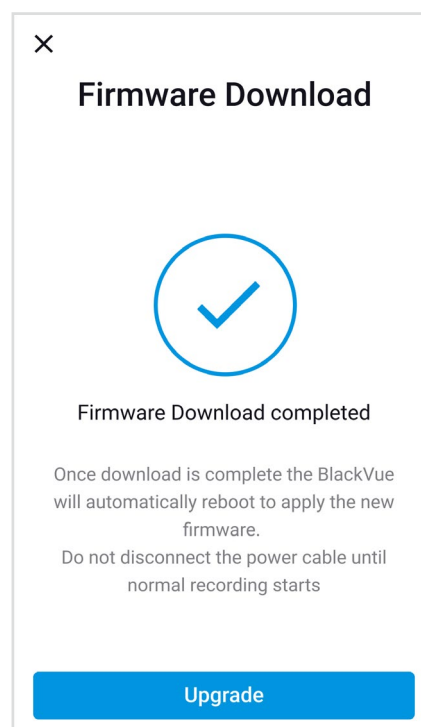 Firmware Download
Firmware Download completed
Once download is complete the BlackVue
will automatically reboot to apply the new
firmware.
Do not disconnect the power cable until
normal recording starts
Upgrade